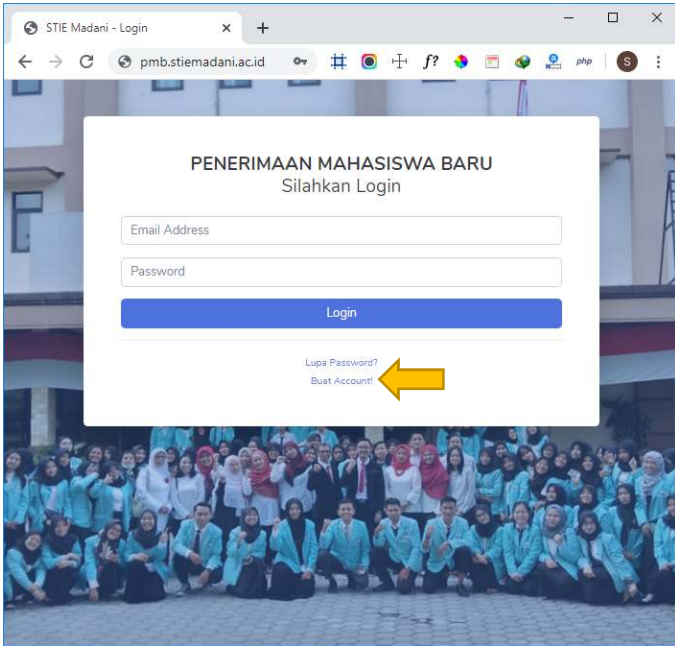 STIE Madani - Login
pmb.stiemadani.ac.id
f?
php
S
PENERIMAAN MAHASISWA BARU
Silahkan Login
Email Address
Password
Login
Lupa Password?
Buat Account!